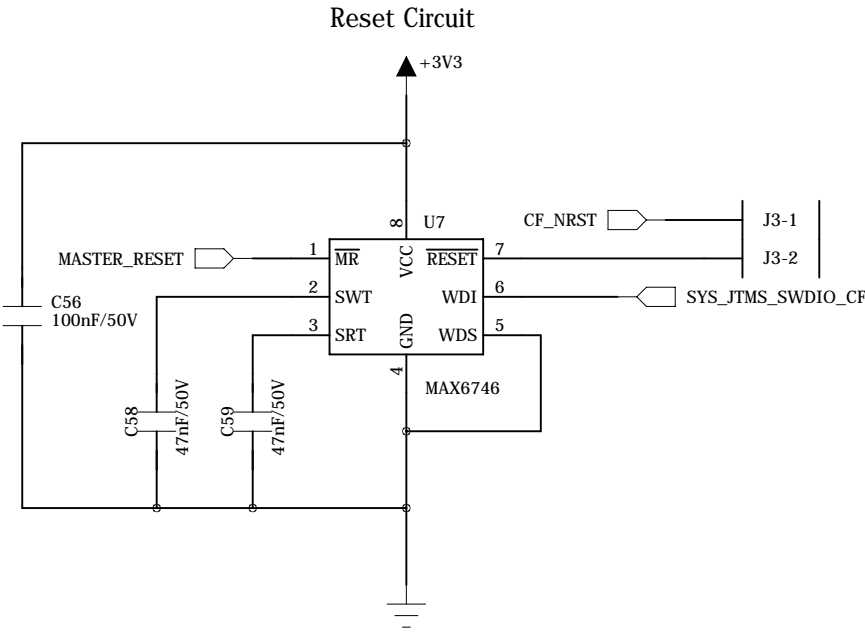 Reset Circuit
+3V3
8
U7
CF_NRST
J3-1
MASTER_RESET
1
MR
VCC
RESET
7
J3-2
2
SWT
WDI
6
SYS_JTMS_SWDIO_CF
C56
100nF/50V
3
SRT
GND
WDS
5
4
MAX6746
C58
47nF/50V
C59
47nF/50V